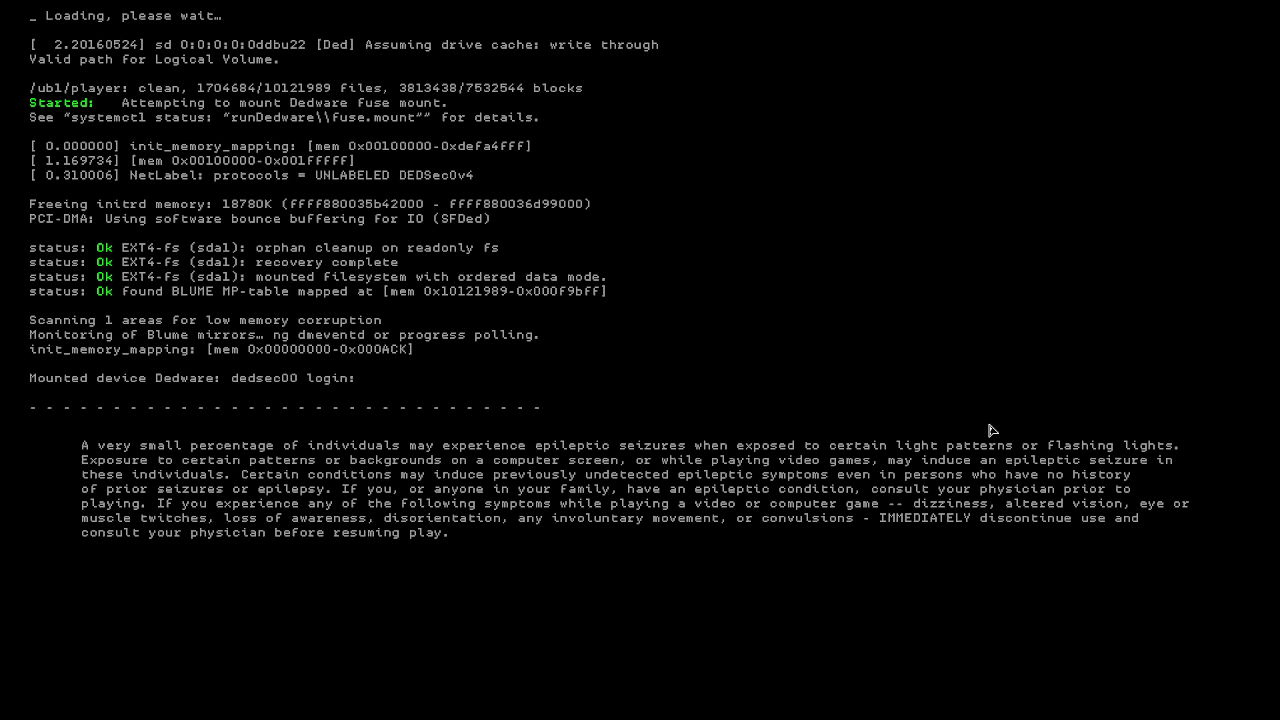 _ Loading, please wait…
[  2.20160524] sd 0:0:0:0:0ddbu22 [Ded] Assuming drive cache: write through
Valid path for Logical Volume.
/ubi/player: clean, 1704684/10121989 files, 3813438/7532544 blocks
Started:   Attempting to mount Dedware fuse mount.
See "systemctl status: "runDedware\\fuse.mount"" for details.
[ 0.000000] init_memory_mapping: [mem 0x00100000-0xdefa4fff]
[ 1.169734] [mem 0x00100000-0x001fffff]
[ 0.310006] NetLabel: protocols = UNLABELED DEDSec0v4
Freeing initrd memory: 18780K (ffff880035b42000 - ffff880036d99000)
PCI-DMA: Using software bounce buffering for IO (SFDed)
status: Ok EXT4-fs (sda1): orphan cleanup on readonly fs
status: Ok EXT4-fs (sda1): recovery complete
status: Ok EXT4-fs (sda1): mounted filesystem with ordered data mode.
status: Ok found BLUME MP-table mapped at [mem 0x10121989-0x000f9bff]
Scanning 1 areas for low memory corruption
Monitoring of Blume mirrors… ng dmeventd or progress polling.
init_memory_mapping: [mem 0x00000000-0x000ACK]
Mounted device Dedware: dedsec00 login:
- - - - - - - - - - - - - - - - - - - - - - - - - - - - - - -
A very small percentage of individuals may experience epileptic seizures when exposed to certain light patterns or flashing lights.
Exposure to certain patterns or backgrounds on a computer screen, or while playing video games, may induce an epileptic seizure in
these individuals. Certain conditions may induce previously undetected epileptic symptoms even in persons who have no history
of prior seizures or epilepsy. If you, or anyone in your family, have an epileptic condition, consult your physician prior to
playing. If you experience any of the following symptoms while playing a video or computer game -- dizziness, altered vision, eye or
muscle twitches, loss of awareness, disorientation, any involuntary movement, or convulsions - IMMEDIATELY discontinue use and
consult your physician before resuming play.